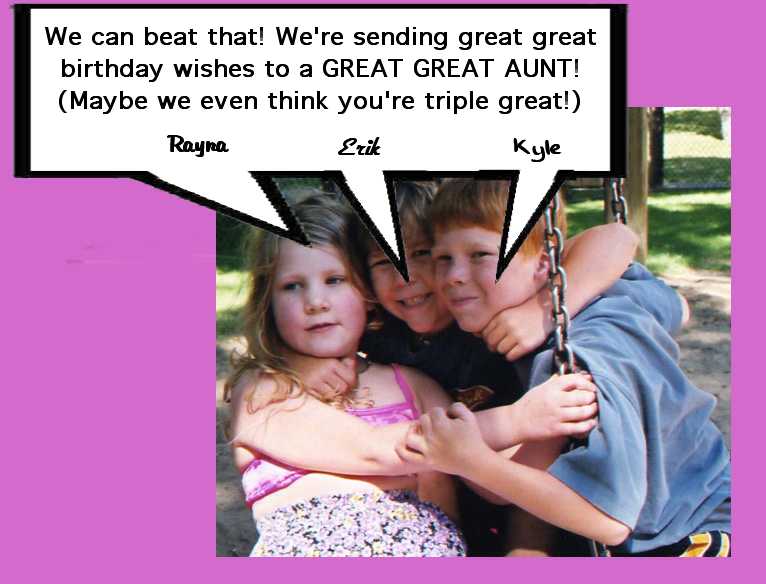 We can beat that! We're sending great great
birthday wishes to a GREAT GREAT AUNT!
(Maybe we even think you're triple great!)
Rayna Erik Kyle